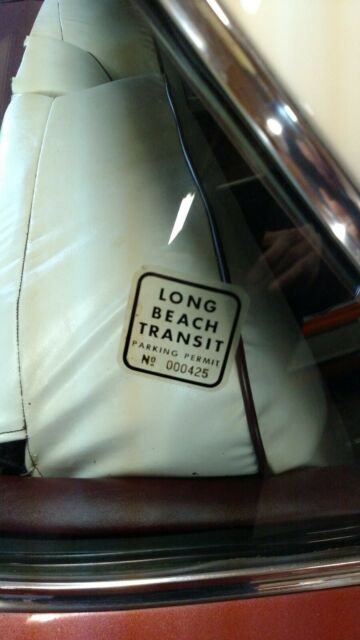 LONG
BEACH
TRANSIT
PARKING PERMIT
Nº 000425